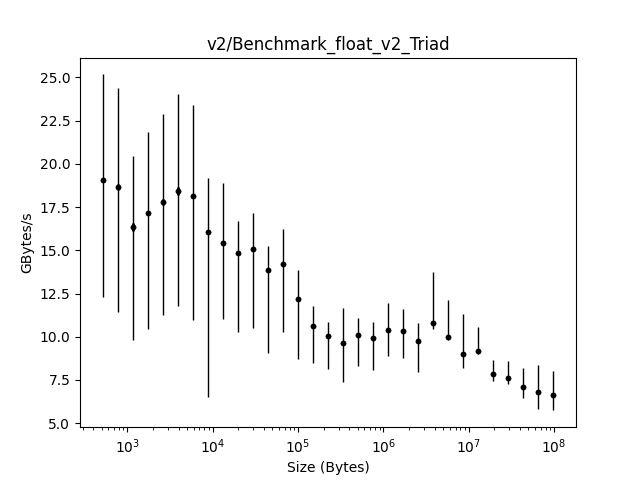 v2/Benchmark_float_v2_Triad
GBytes/s
25.0
22.5
20.0
17.5
15.0
12.5
10.0
7.5
5.0
10³ 10⁴ 10⁵ 10⁶ 10⁷ 10⁸
Size (Bytes)